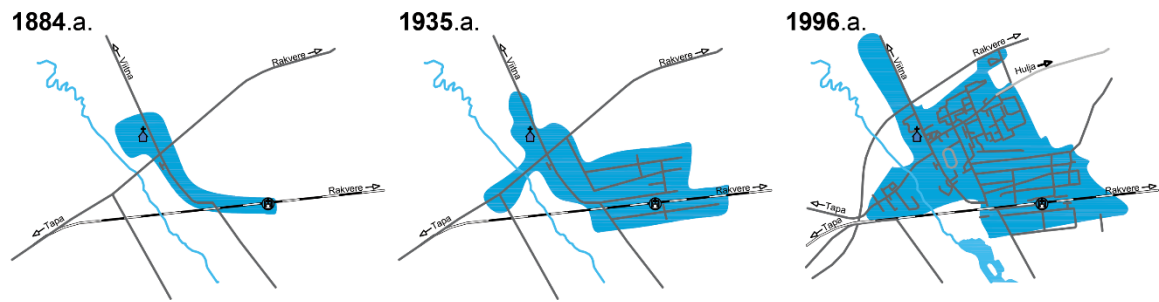 1884.a.
Viitna
Rakvere
Rakvere
Tapa
1935.a.
Viitna
Rakvere
Rakvere
Tapa
1996.a.
Viitna
Rakvere
Hulja
Rakvere
Tapa
Tapa